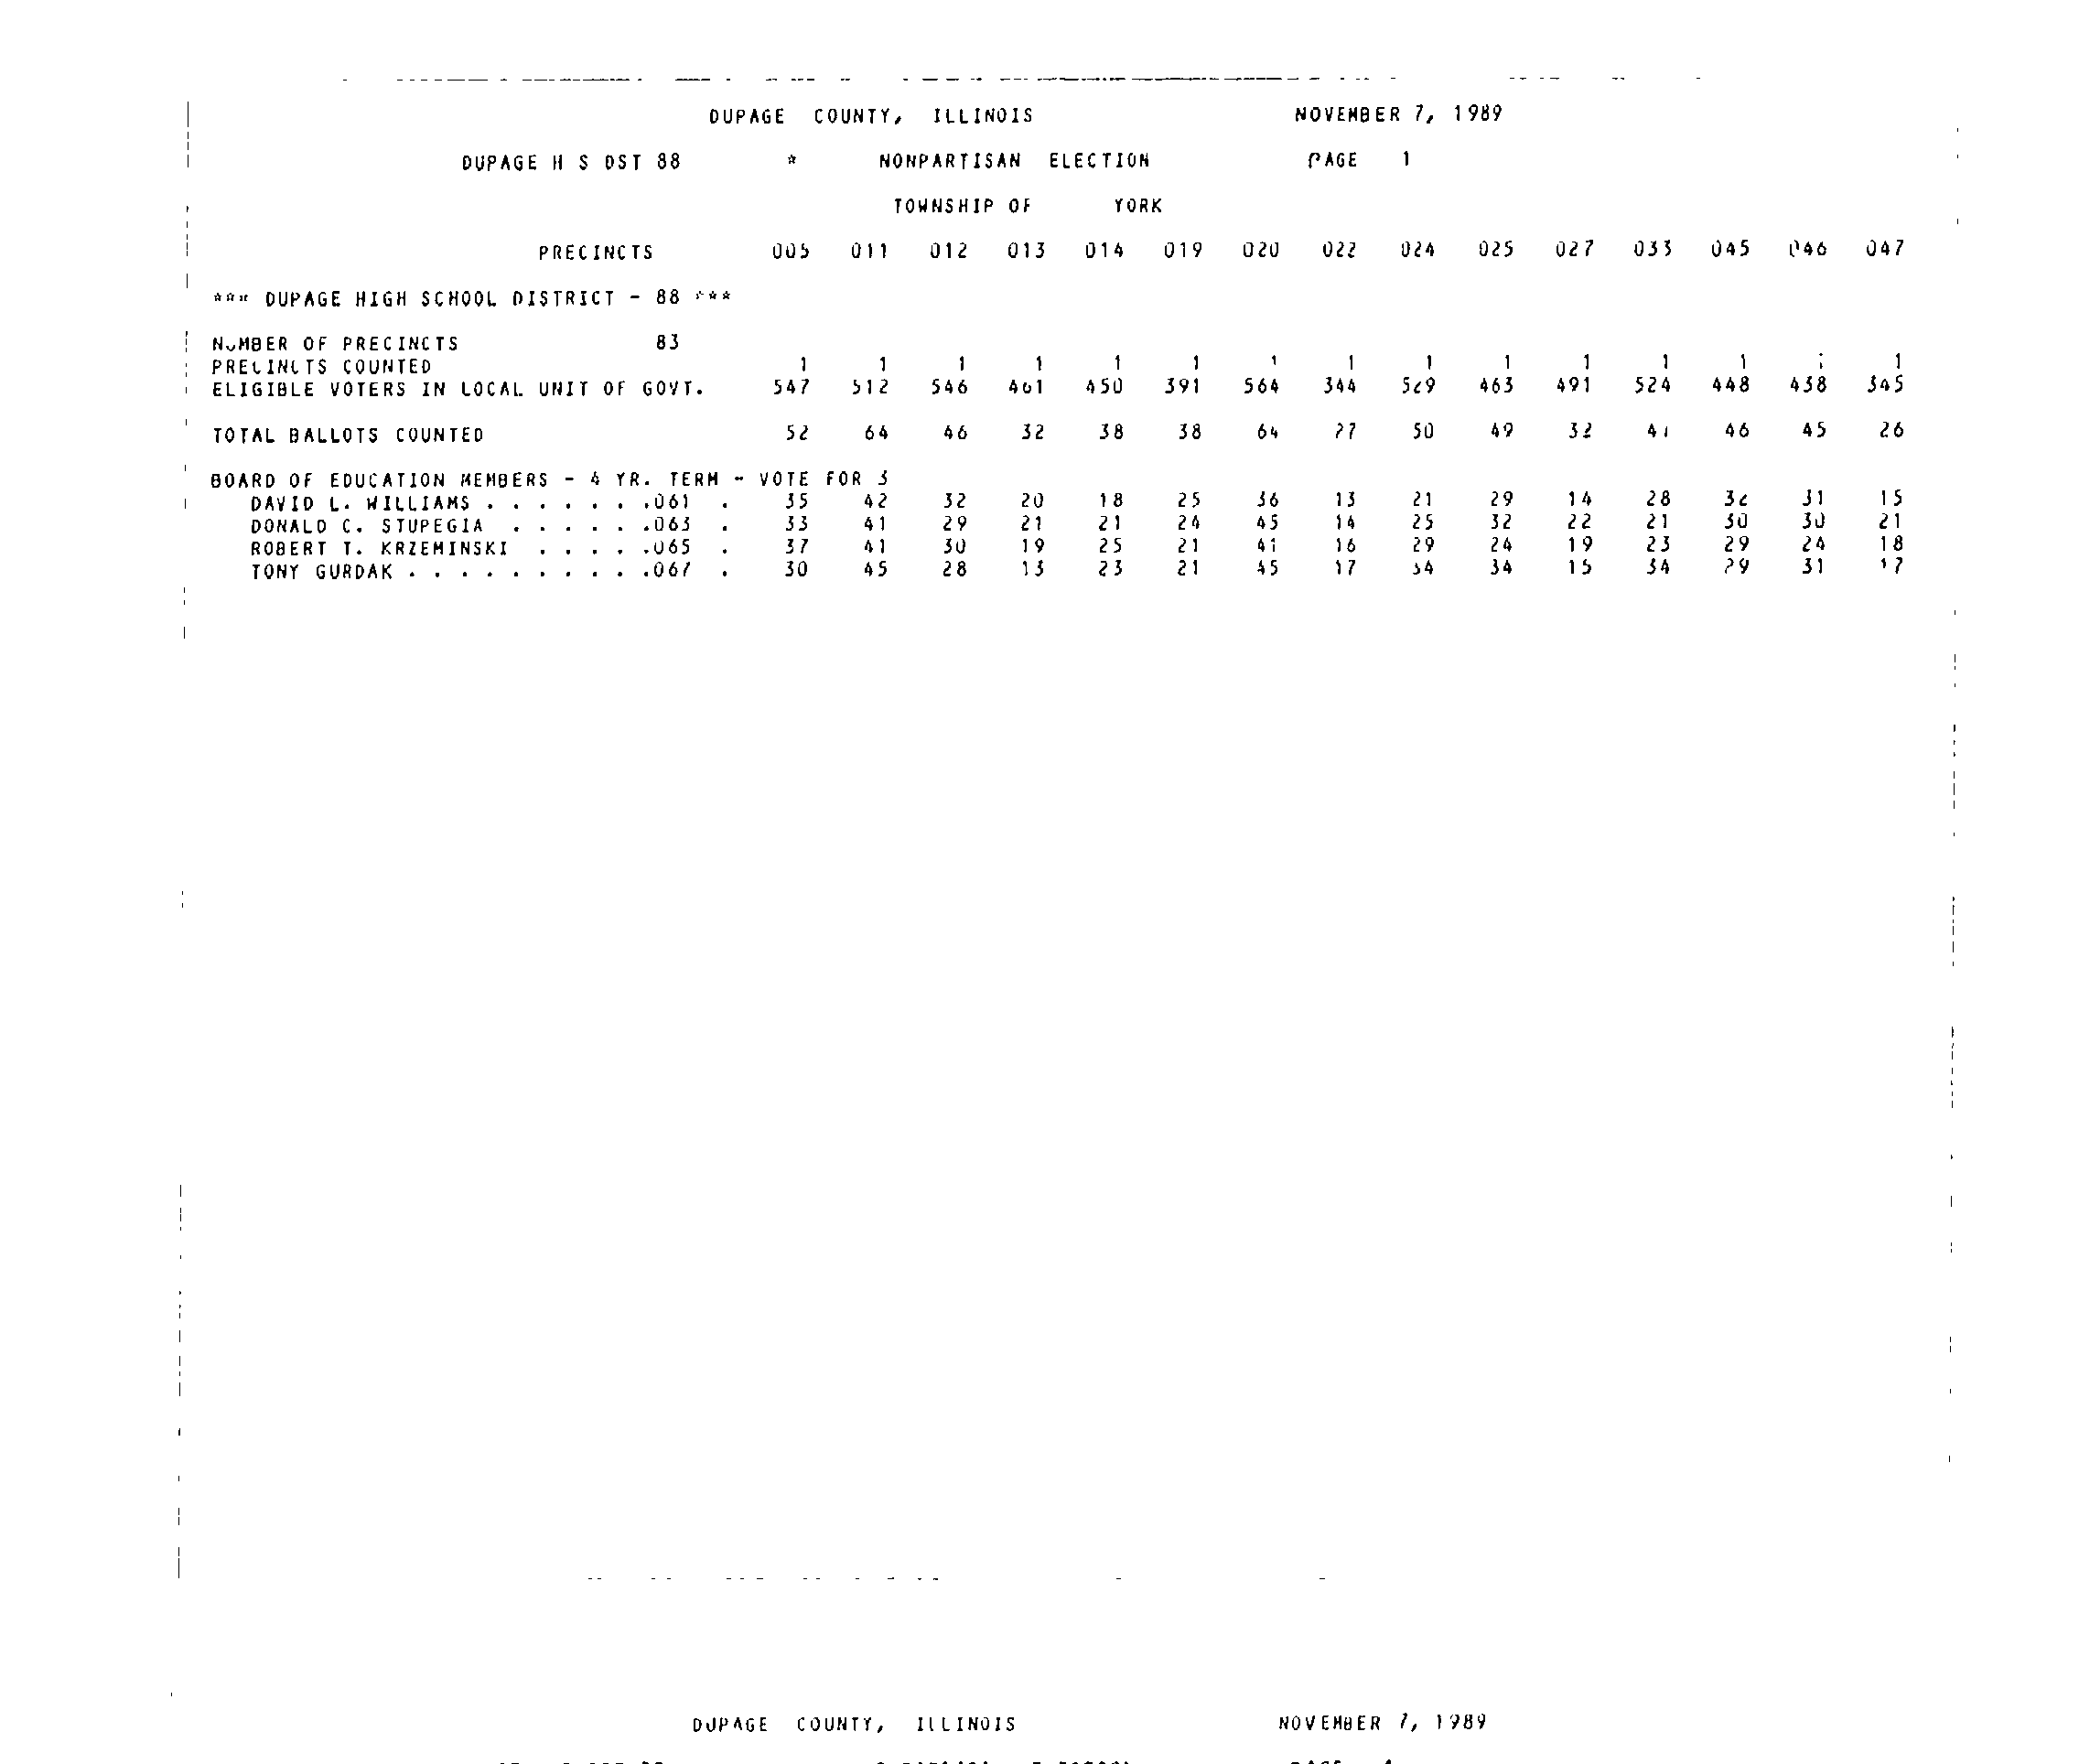 DUPAGE COUNTY, ILLINOIS NOVEMBER 7, 1989
DUPAGE H S DST 88 * NONPARTISAN ELECTION PAGE 1
TOWNSHIP OF YORK
PRECINCTS 005 011 012 013 014 019 020 022 024 025 027 033 045 046 047
*** DUPAGE HIGH SCHOOL DISTRICT - 88 ***
NUMBER OF PRECINCTS 83
PRECINCTS COUNTED 1 1 1 1 1 1 1 1 1 1 1 1 1 1 1
ELIGIBLE VOTERS IN LOCAL UNIT OF GOVT. 547 512 546 461 450 391 564 344 529 463 491 524 448 438 345
TOTAL BALLOTS COUNTED 52 64 46 32 38 38 64 27 50 49 32 41 46 45 26
BOARD OF EDUCATION MEMBERS - 4 YR. TERM - VOTE FOR 3
DAVID L. WILLIAMS . . . . . . .061 . 35 42 32 20 18 25 36 13 21 29 14 28 32 31 15
DONALD C. STUPEGIA . . . . . .063 . 33 41 29 21 21 24 45 14 25 32 22 21 30 30 21
ROBERT T. KRZEMINSKI . . . . .065 . 37 41 30 19 25 21 41 16 29 24 19 23 29 24 18
TONY GURDAK . . . . . . . . . .067 . 30 45 28 13 23 21 45 17 34 34 15 34 29 31 17
DUPAGE COUNTY, ILLINOIS NOVEMBER 7, 1989